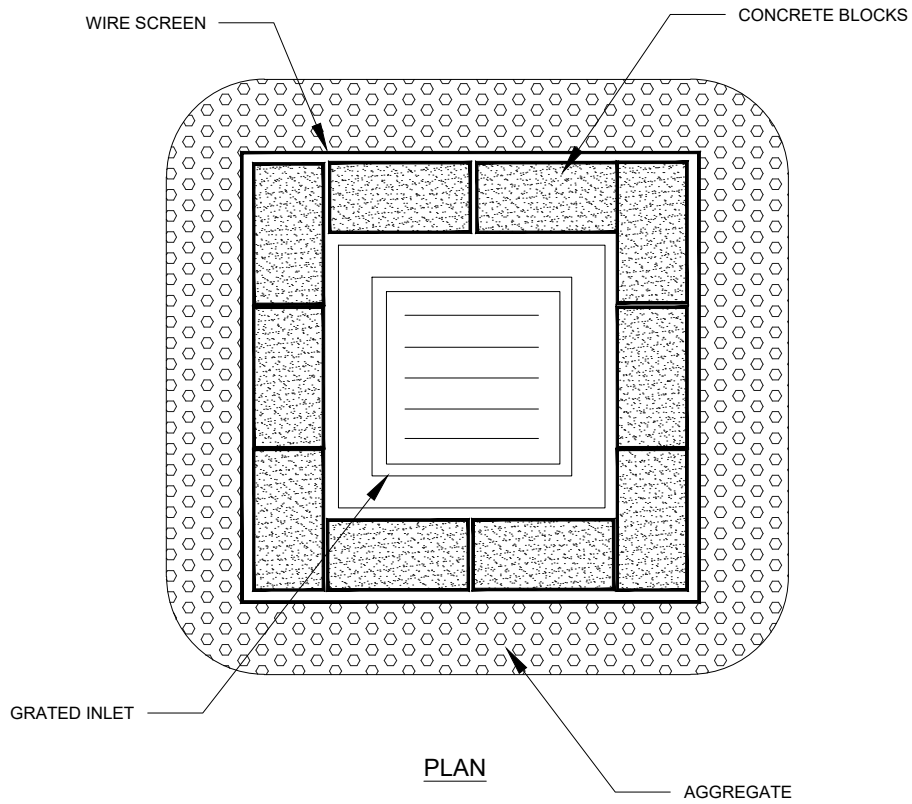 CONCRETE BLOCKS
WIRE SCREEN
GRATED INLET
PLAN
AGGREGATE